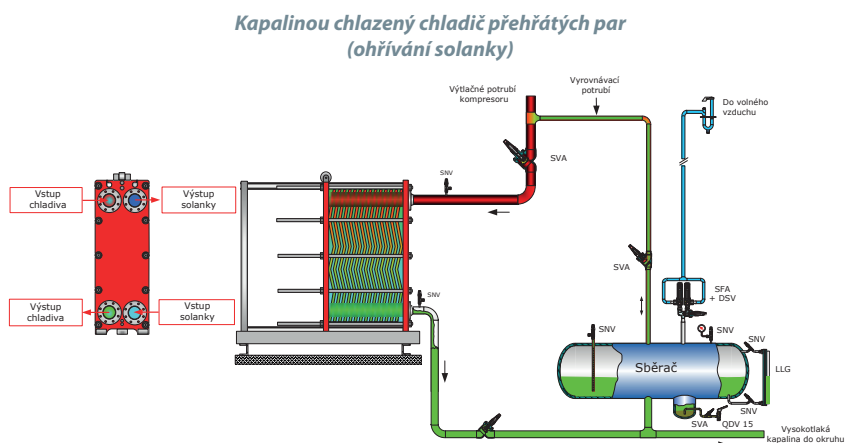 Kapalinou chlazený chladič přehřátých par
(ohřívání solanky)
Výtlačné potrubí
kompresoru
Vyrovnávací
potrubí
Do volného
vzduchu
SVA
SNV
Vstup
chladiva
Výstup
solanky
SVA
SFA
+ DSV
Výstup
chladiva
Vstup
solanky
SNV
SNV
SNV
SNV
Sběrač
LLG
SNV
SVA
QDV 15
Vysokotlaká
kapalina do okruhu